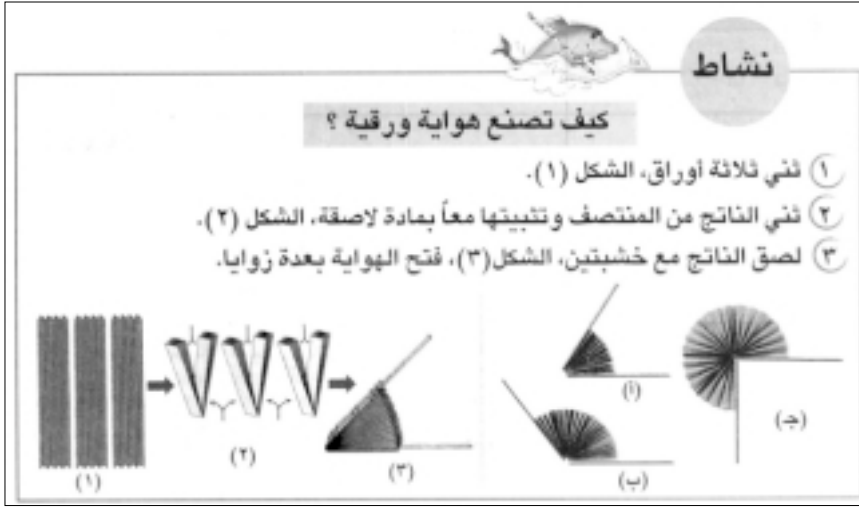 نشاط
كيف تصنع هواية ورقية ؟
١ ثني ثلاثة أوراق، الشكل (١).
٢ ثني الناتج من المنتصف وتثبيتها معاً بمادة لاصقة، الشكل (٢).
٣ لصق الناتج مع خشبتين، الشكل(٣)، فتح الهواية بعدة زوايا.
(١)
(٢)
(٣)
(أ)
(ب)
(جـ)